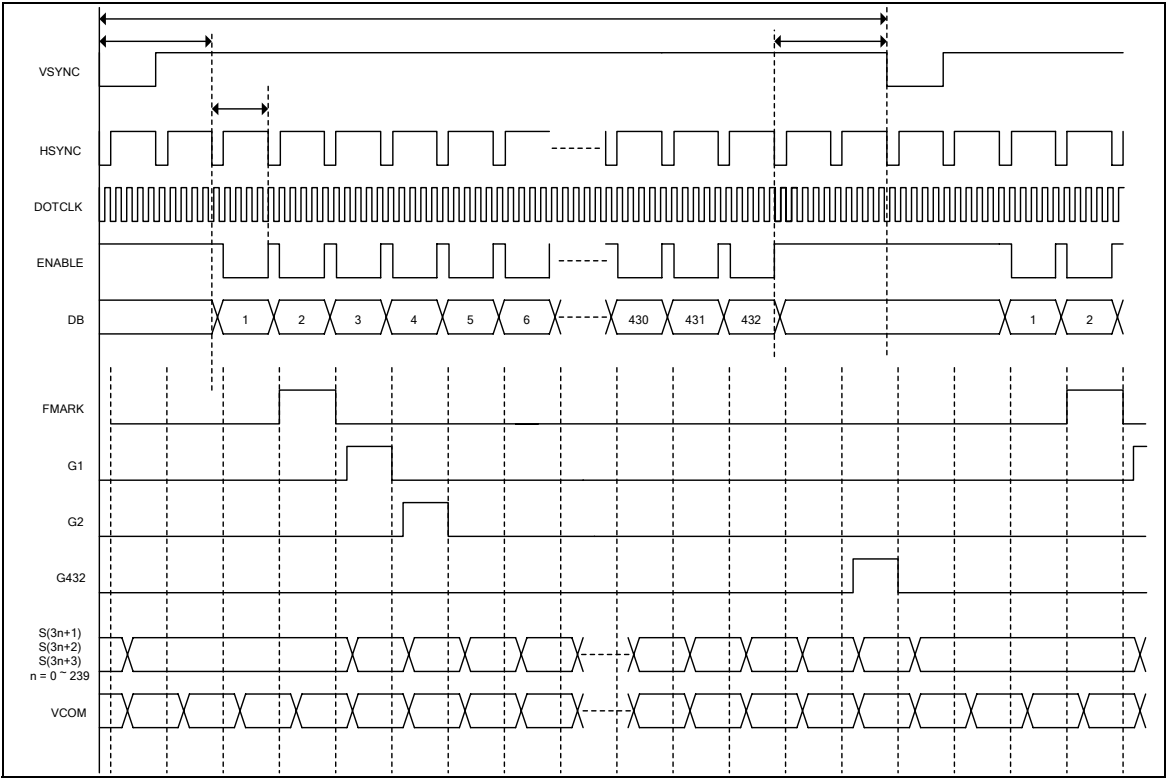 VSYNC
HSYNC
DOTCLK
ENABLE
DB 1 2 3 4 5 6 430 431 432 1 2
FMARK
G1
G2
G432
S(3n+1)
S(3n+2)
S(3n+3)
n = 0 ~ 239
VCOM